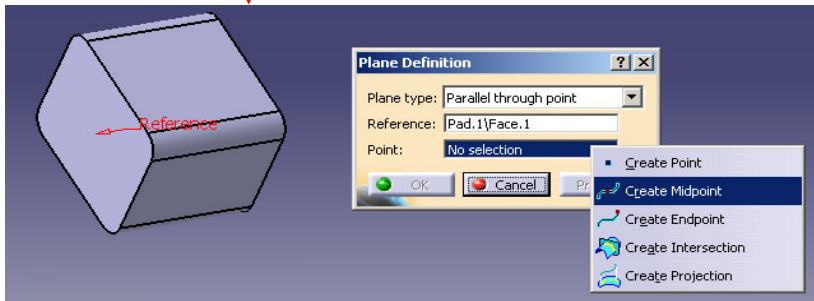 Reference
Plane Definition
Plane type: Parallel through point
Reference: Pad.1\Face.1
Point: No selection
OK Cancel Pr
Create Point
Create Midpoint
Create Endpoint
Create Intersection
Create Projection